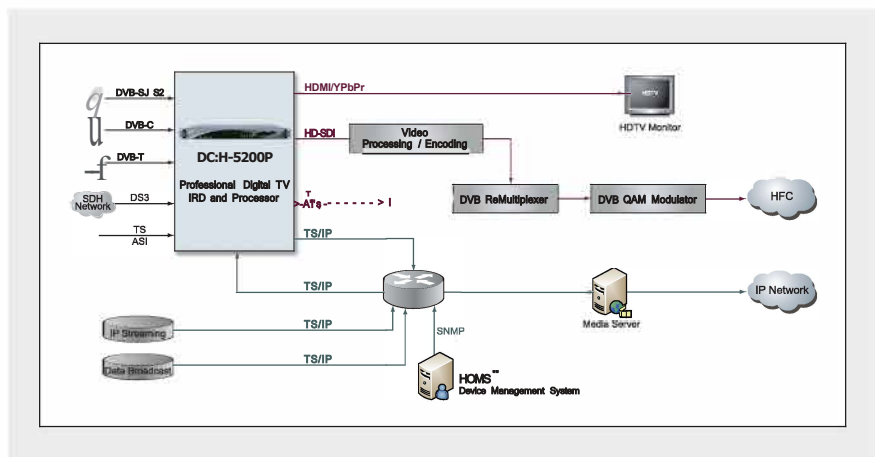 DVB-SJ S2
DVB-C
DVB-T
SDH
Network
DS3
TS
ASI
DC:H-5200P
Professional Digital TV
IRD and Processor
HDMI/YPbPr
HDTV
HDTV Monitor
HD-SDI
Video
Processing / Encoding
DVB ReMultiplexer
DVB QAM Modulator
HFC
TS/IP
TS/IP
Media Server
IP Network
IP Streaming
TS/IP
SNMP
Data Broadcast
TS/IP
HOMS
Device Management System